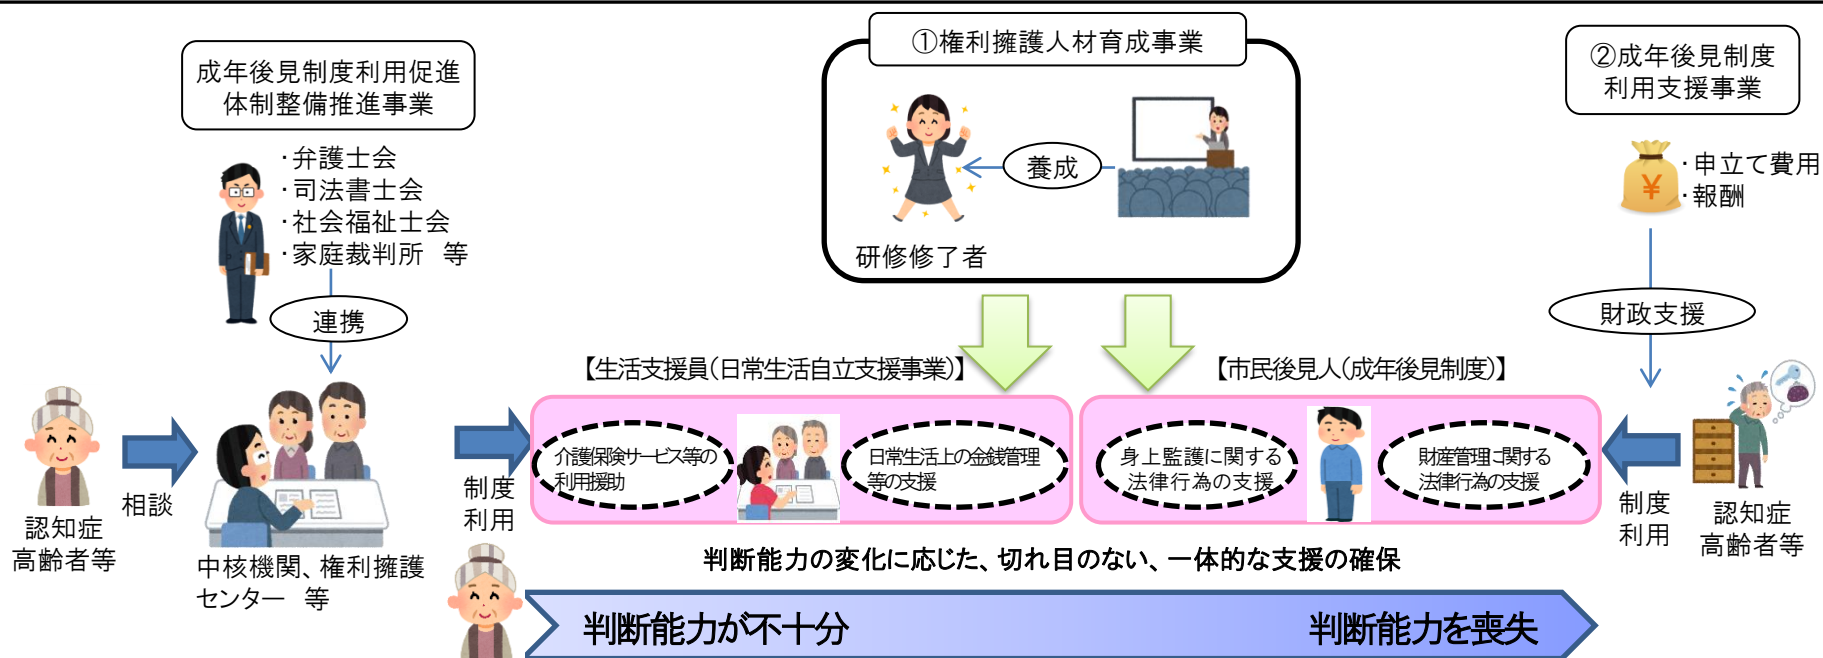 成年後見制度利用促進
体制整備推進事業
・弁護士会
・司法書士会
・社会福祉士会
・家庭裁判所　等
連携
①権利擁護人材育成事業
養成
研修修了者
②成年後見制度
利用支援事業
・申立て費用
・報酬
財政支援
【生活支援員(日常生活自立支援事業)】
【市民後見人(成年後見制度)】
相談
認知症
高齢者等
中核機関、権利擁護
センター　等
制度
利用
介護保険サービス等の
利用援助
日常生活上の金銭管理
等の支援
身上監護に関する
法律行為の支援
財産管理に関する
法律行為の支援
制度
利用
認知症
高齢者等
判断能力の変化に応じた、切れ目のない、一体的な支援の確保
判断能力が不十分
判断能力を喪失